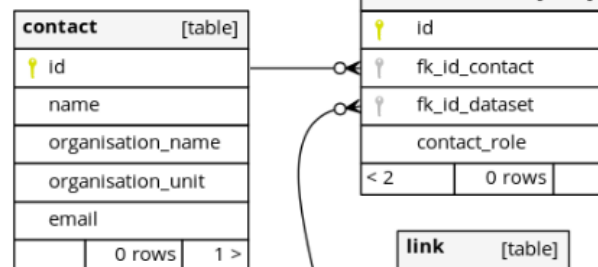 contact [table]
id
name
organisation_name
organisation_unit
email
0 rows 1 >
id
fk_id_contact
fk_id_dataset
contact_role
< 2 0 rows
link [table]